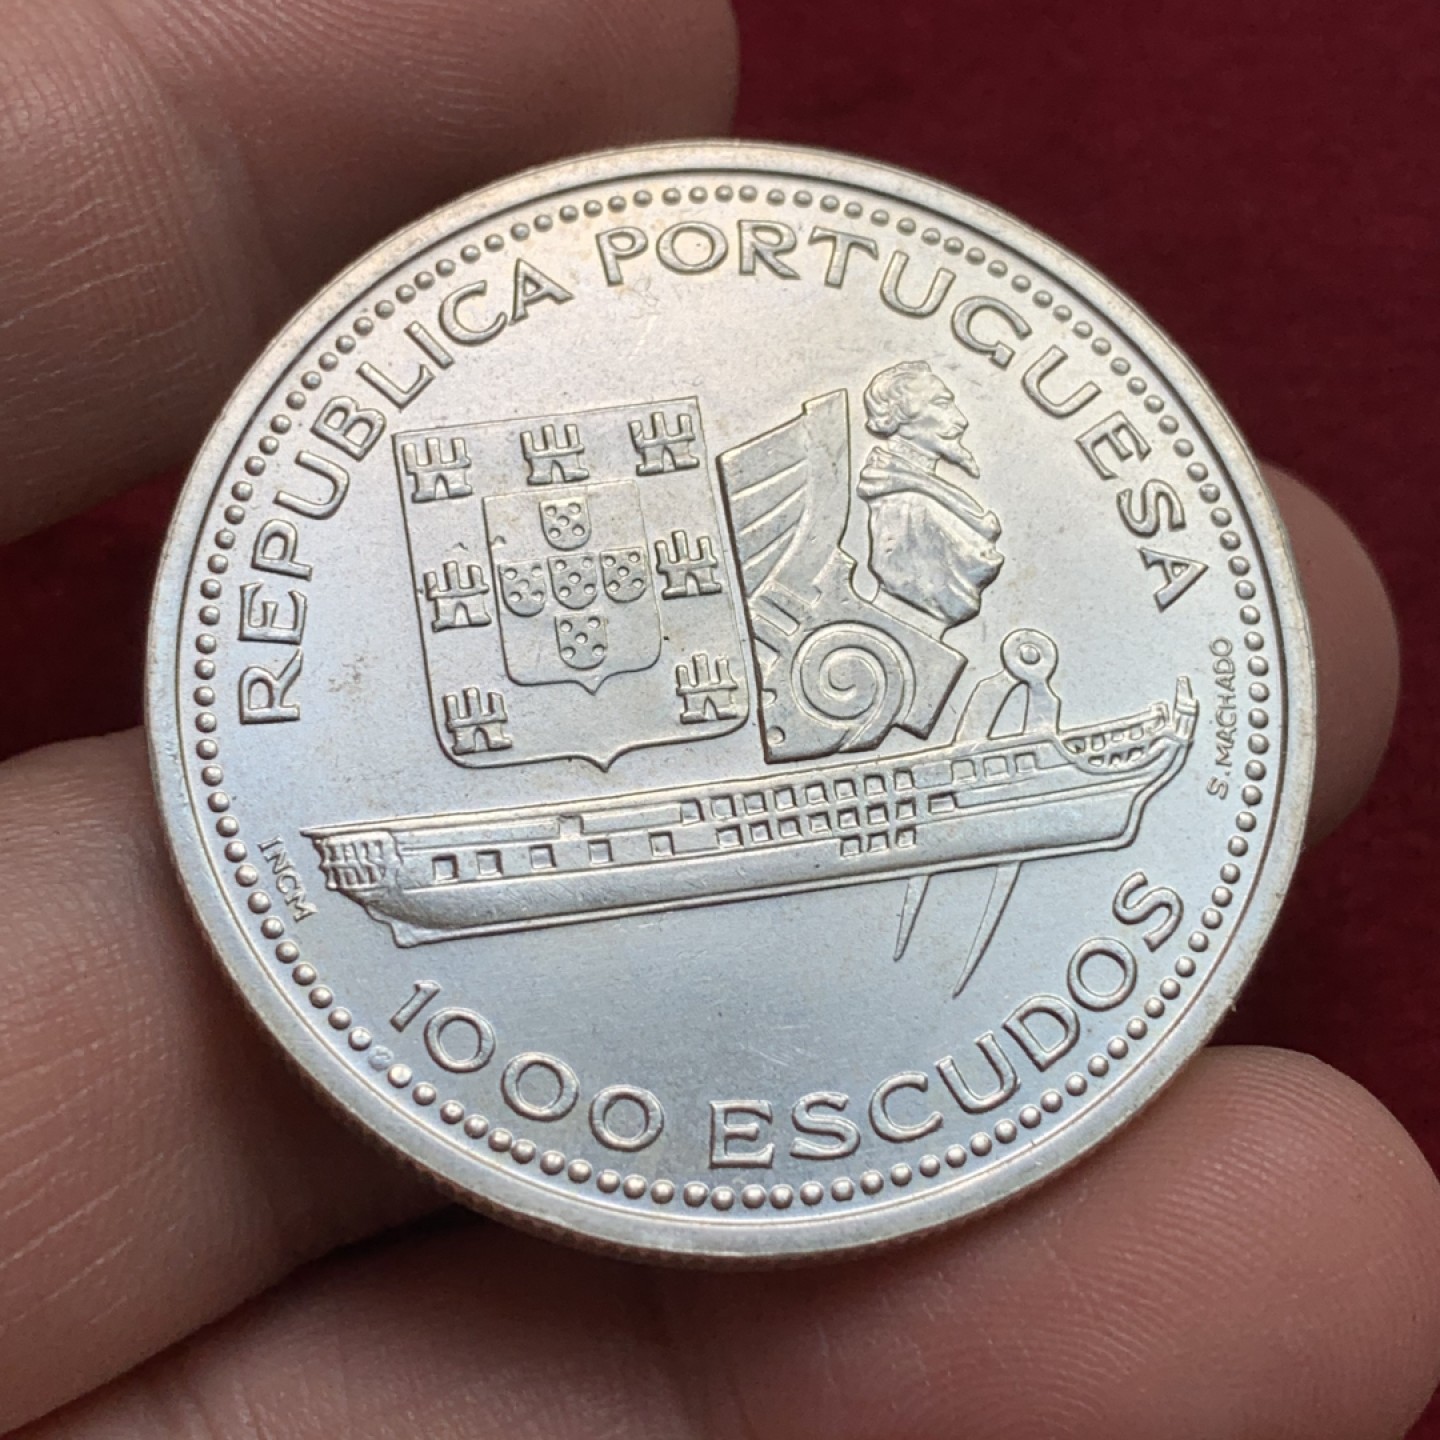 REPUBLICA PORTUGUESA
S. MACHADO
INCM
1000 ESCUDOS